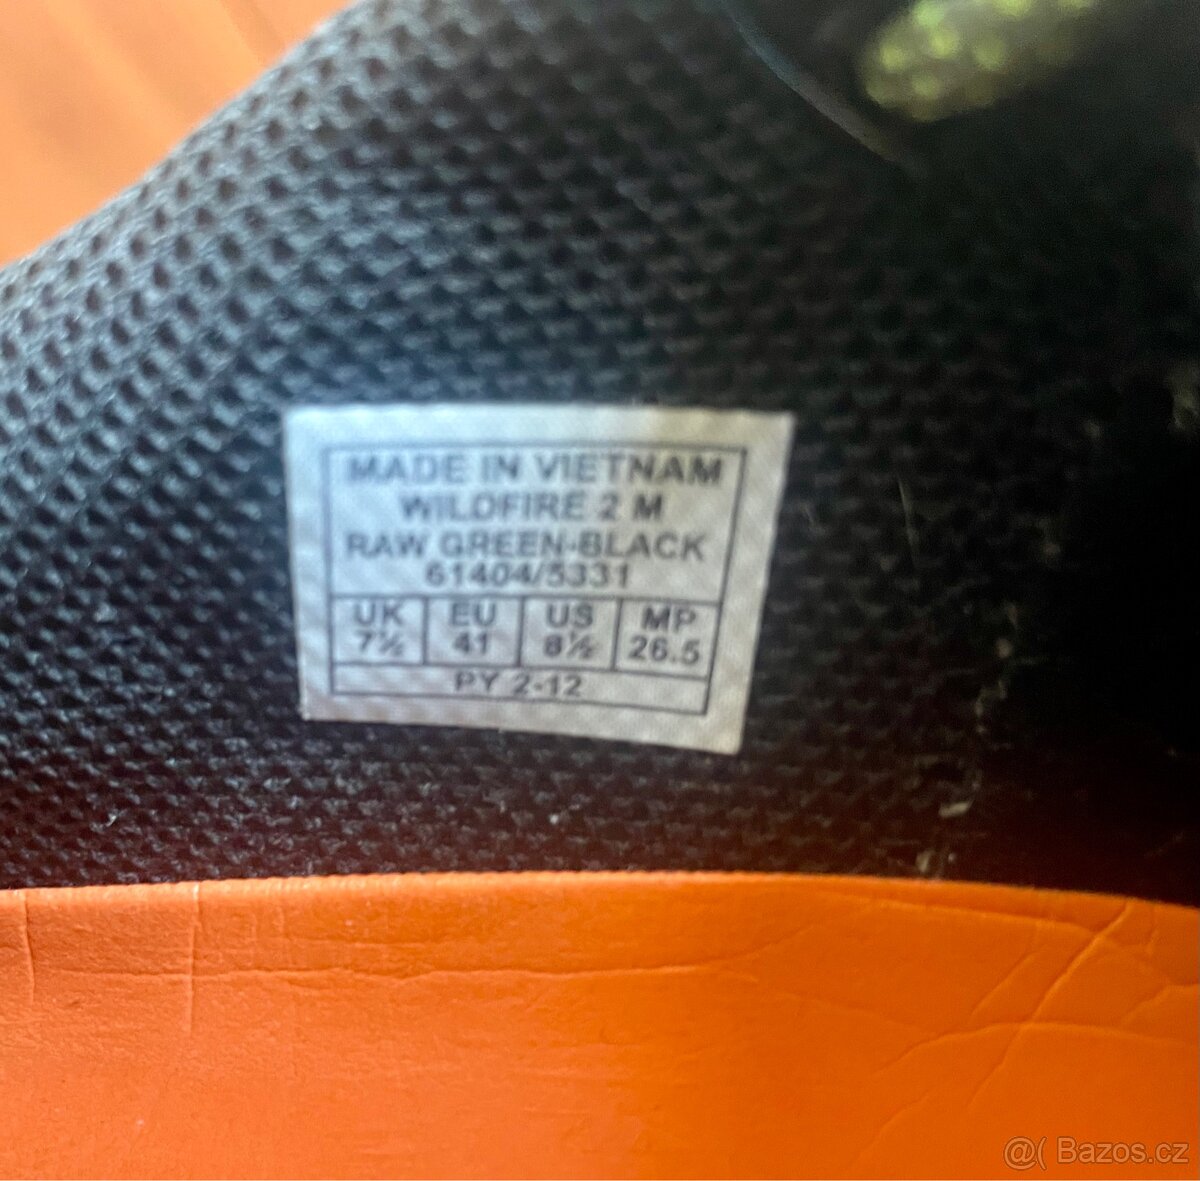 MADE IN VIETNAM
WILDFIRE 2 M
RAW GREEN-BLACK
61404/5331
UK EU US MP
7½ 41 8½ 26.5
PY 2-12
@( Bazos.cz